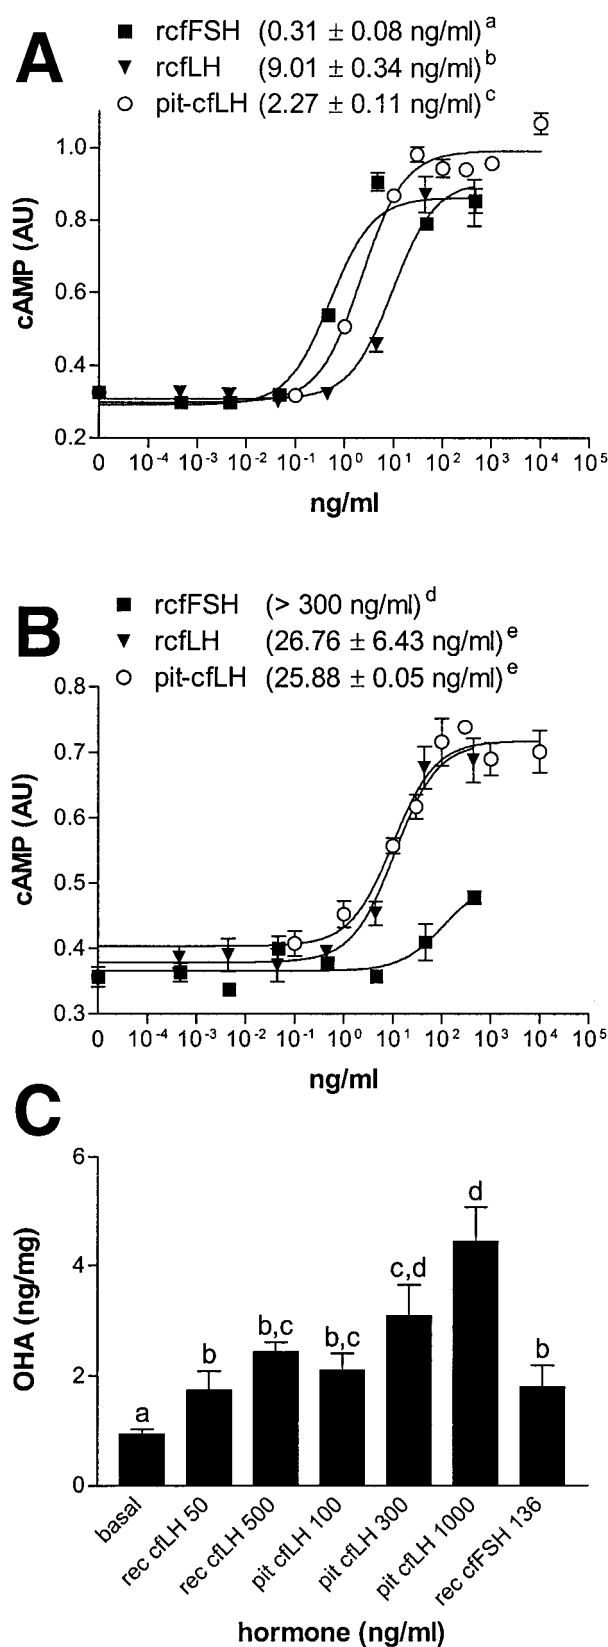 A
rcfFSH (0.31 ± 0.08 ng/ml)ᵃ
rcfLH (9.01 ± 0.34 ng/ml)ᵇ
pit-cfLH (2.27 ± 0.11 ng/ml)ᶜ
cAMP (AU)
1.0
0.8
0.6
0.4
0.2
0 10⁻⁴ 10⁻³ 10⁻² 10⁻¹ 10⁰ 10¹ 10² 10³ 10⁴ 10⁵
ng/ml
B
rcfFSH (> 300 ng/ml)ᵈ
rcfLH (26.76 ± 6.43 ng/ml)ᵉ
pit-cfLH (25.88 ± 0.05 ng/ml)ᵉ
cAMP (AU)
0.8
0.7
0.6
0.5
0.4
0.3
0 10⁻⁴ 10⁻³ 10⁻² 10⁻¹ 10⁰ 10¹ 10² 10³ 10⁴ 10⁵
ng/ml
C
OHA (ng/mg)
6
4
2
0
a
b
b,c
b,c
c,d
d
b
basal
rec cfLH 50
rec cfLH 500
pit cfLH 100
pit cfLH 300
pit cfLH 1000
rec cfFSH 136
hormone (ng/ml)